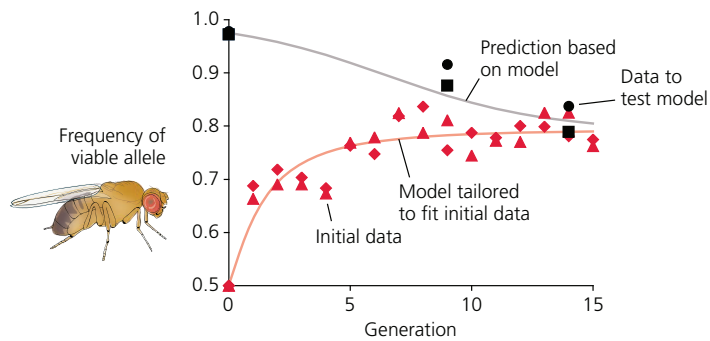 1.0
0.9
0.8
0.7
0.6
0.5
Frequency of
viable allele
Prediction based
on model
Data to
test model
Model tailored
to fit initial data
Initial data
0
5
10
15
Generation